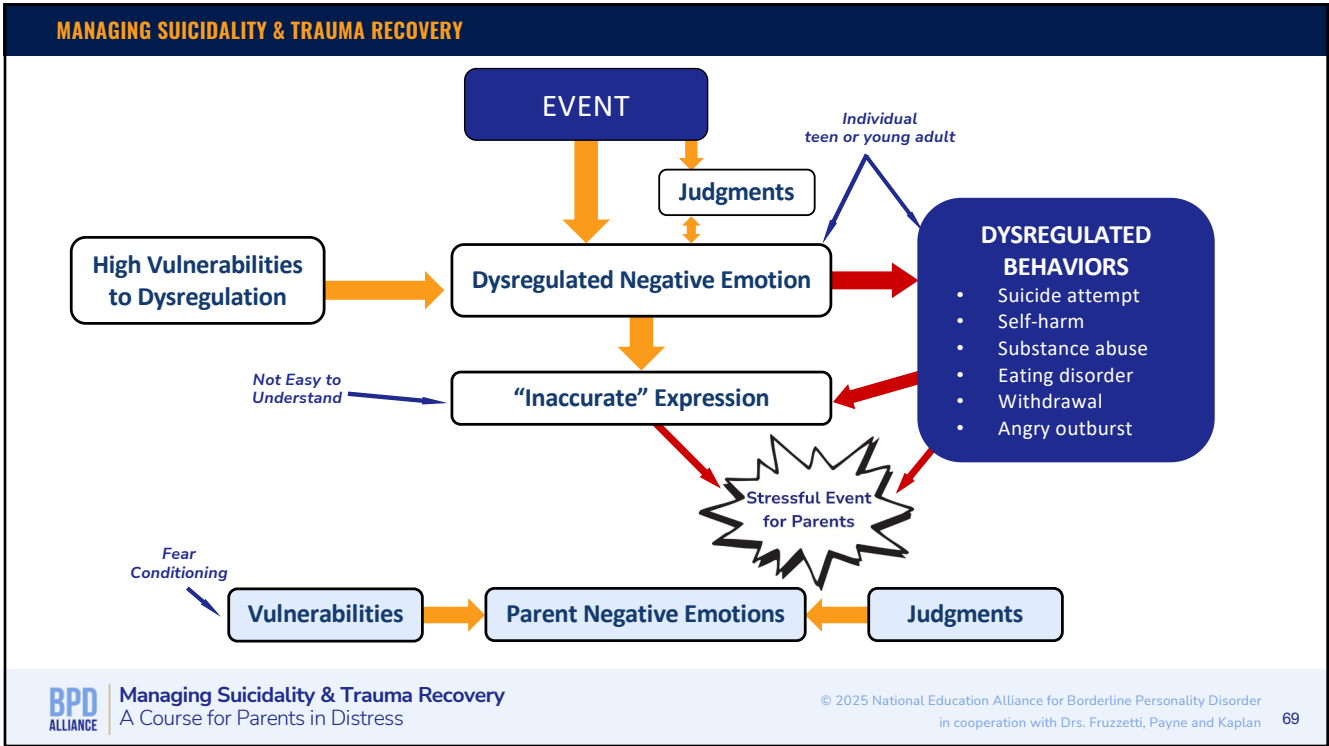 MANAGING SUICIDALITY & TRAUMA RECOVERY
EVENT
Individual
teen or young adult
Judgments
High Vulnerabilities
to Dysregulation
Dysregulated Negative Emotion
DYSREGULATED
BEHAVIORS
• Suicide attempt
• Self-harm
• Substance abuse
• Eating disorder
• Withdrawal
• Angry outburst
Not Easy to
Understand
“Inaccurate” Expression
Stressful Event
for Parents
Fear
Conditioning
Vulnerabilities
Parent Negative Emotions
Judgments
BPD
ALLIANCE
Managing Suicidality & Trauma Recovery
A Course for Parents in Distress
© 2025 National Education Alliance for Borderline Personality Disorder
in cooperation with Drs. Fruzzetti, Payne and Kaplan
69